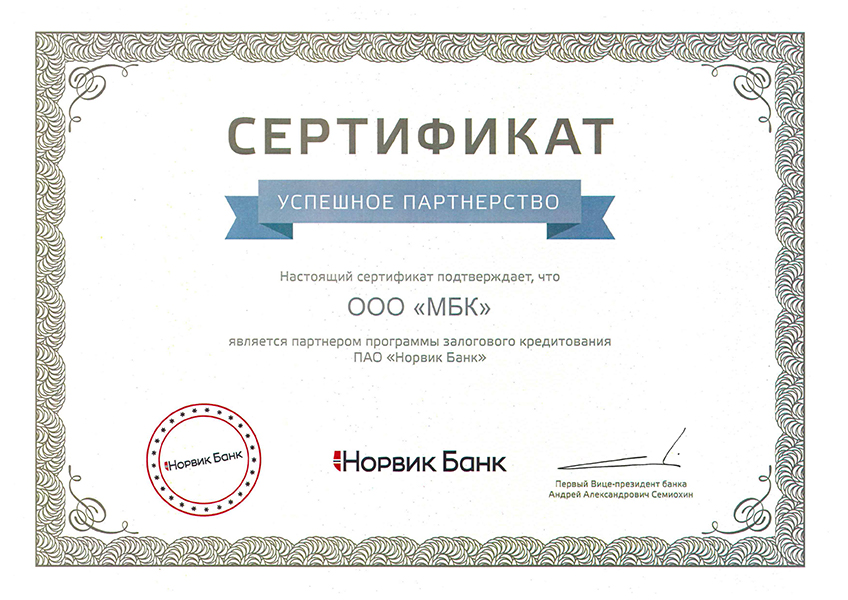 СЕРТИФИКАТ
УСПЕШНОЕ ПАРТНЕРСТВО
Настоящий сертификат подтверждает, что
ООО «МБК»
является партнером программы залогового кредитования
ПАО «Норвик Банк»
Норвик Банк
Норвик Банк
Первый Вице-президент банка
Андрей Александрович Семиохин